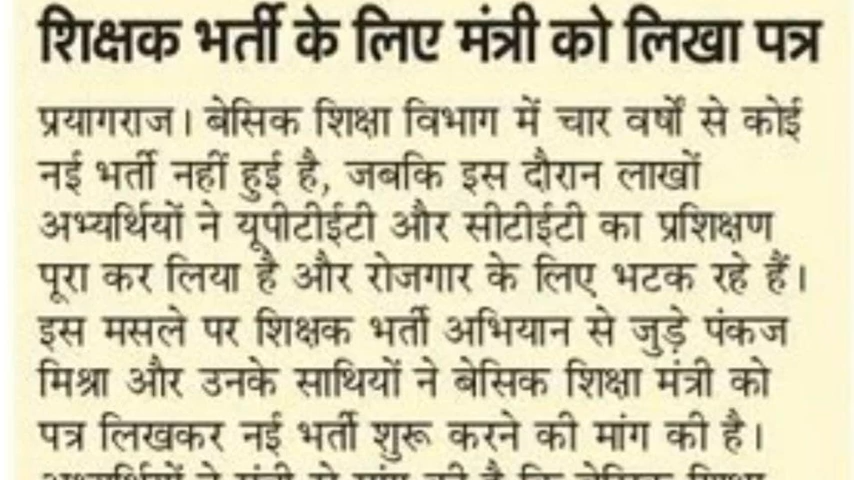 शिक्षक भर्ती के लिए मंत्री को लिखा पत्र
प्रयागराज। बेसिक शिक्षा विभाग में चार वर्षों से कोई
नई भर्ती नहीं हुई है, जबकि इस दौरान लाखों
अभ्यर्थियों ने यूपीटीईटी और सीटीईटी का प्रशिक्षण
पूरा कर लिया है और रोजगार के लिए भटक रहे हैं।
इस मसले पर शिक्षक भर्ती अभियान से जुड़े पंकज
मिश्रा और उनके साथियों ने बेसिक शिक्षा मंत्री को
पत्र लिखकर नई भर्ती शुरू करने की मांग की है।